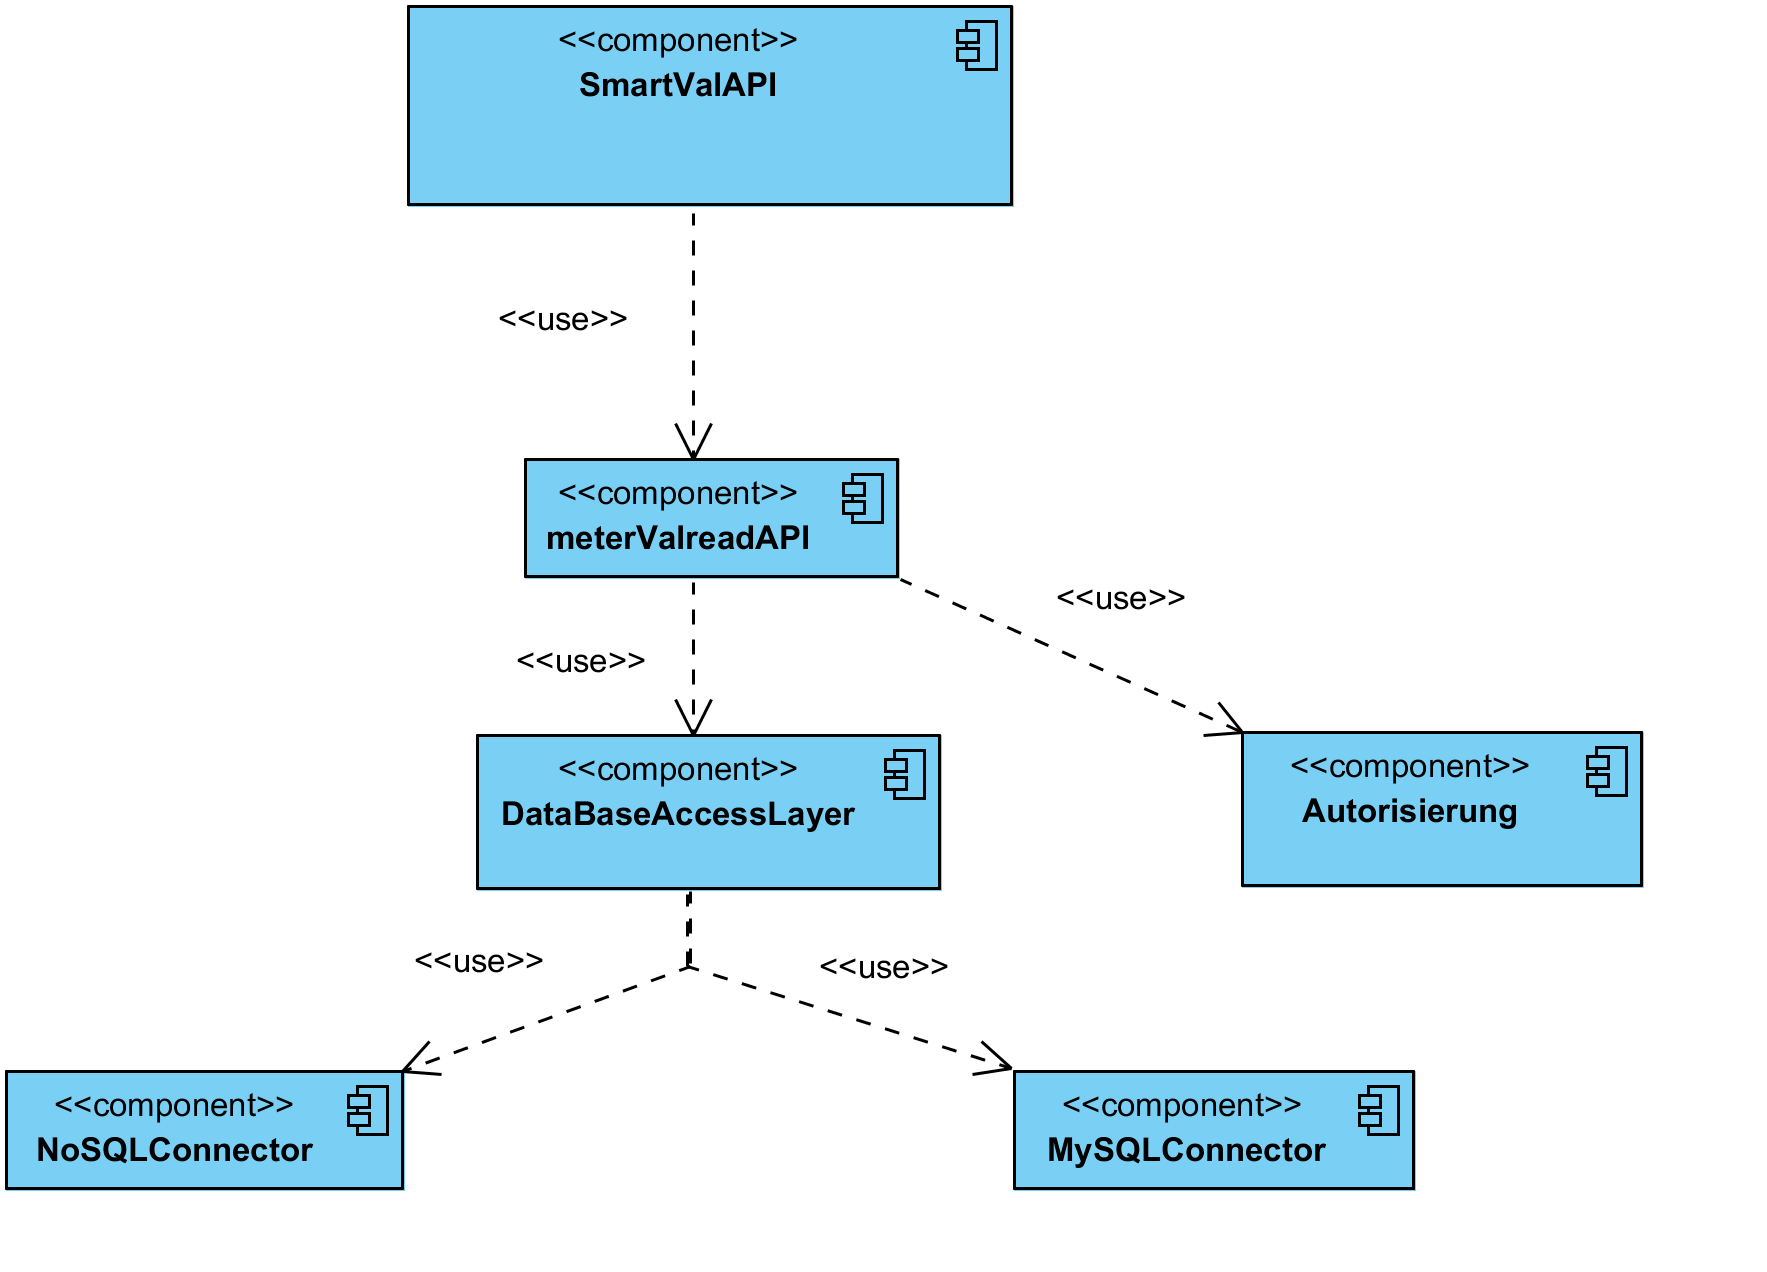 <<component>>
SmartValAPI
<<use>>
<<component>>
meterValreadAPI
<<use>>
<<use>>
<<component>>
DataBaseAccessLayer
<<component>>
Autorisierung
<<use>>
<<use>>
<<component>>
NoSQLConnector
<<component>>
MySQLConnector